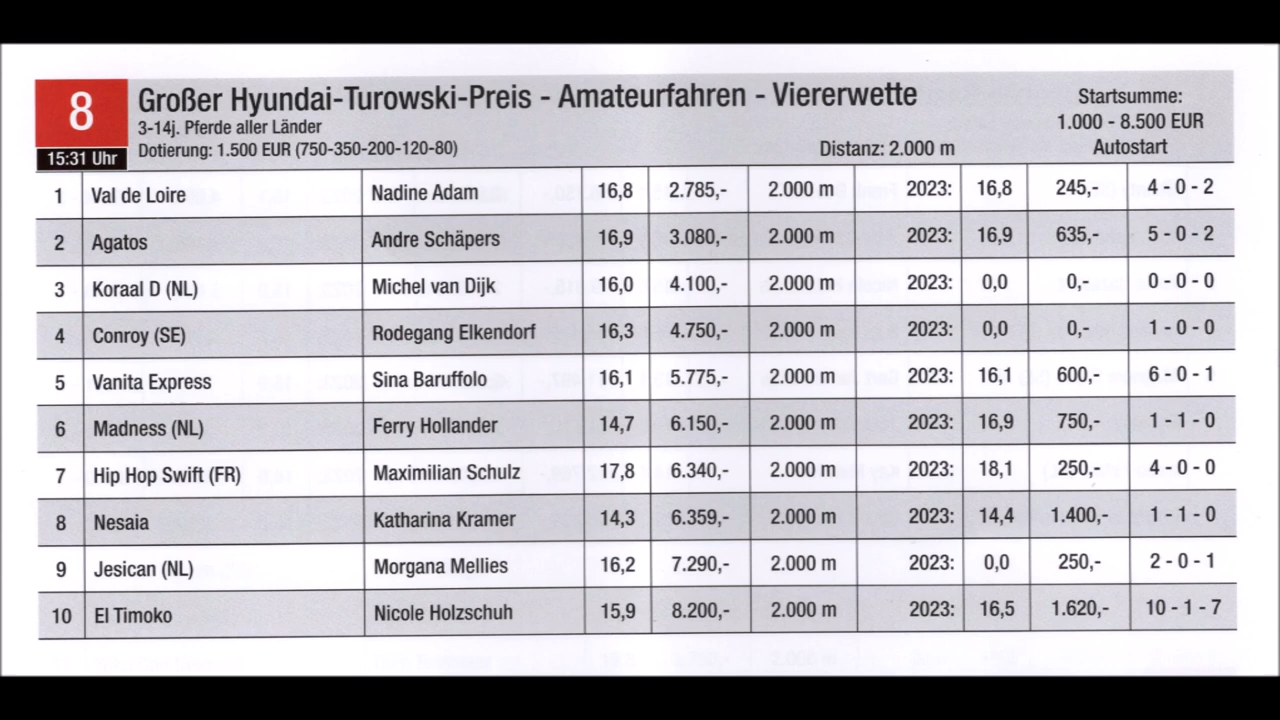 8
15:31 Uhr
Großer Hyundai-Turowski-Preis - Amateurfahren - Viererwette
3-14j. Pferde aller Länder
Dotierung: 1.500 EUR (750-350-200-120-80)
Distanz: 2.000 m
Startsumme:
1.000 - 8.500 EUR
Autostart
1 Val de Loire Nadine Adam 16,8 2.785,- 2.000 m 2023: 16,8 245,- 4 - 0 - 2
2 Agatos Andre Schäpers 16,9 3.080,- 2.000 m 2023: 16,9 635,- 5 - 0 - 2
3 Koraal D (NL) Michel van Dijk 16,0 4.100,- 2.000 m 2023: 0,0 0,- 0 - 0 - 0
4 Conroy (SE) Rodegang Elkendorf 16,3 4.750,- 2.000 m 2023: 0,0 0,- 1 - 0 - 0
5 Vanita Express Sina Baruffolo 16,1 5.775,- 2.000 m 2023: 16,1 600,- 6 - 0 - 1
6 Madness (NL) Ferry Hollander 14,7 6.150,- 2.000 m 2023: 16,9 750,- 1 - 1 - 0
7 Hip Hop Swift (FR) Maximilian Schulz 17,8 6.340,- 2.000 m 2023: 18,1 250,- 4 - 0 - 0
8 Nesaia Katharina Kramer 14,3 6.359,- 2.000 m 2023: 14,4 1.400,- 1 - 1 - 0
9 Jesican (NL) Morgana Mellies 16,2 7.290,- 2.000 m 2023: 0,0 250,- 2 - 0 - 1
10 El Timoko Nicole Holzschuh 15,9 8.200,- 2.000 m 2023: 16,5 1.620,- 10 - 1 - 7